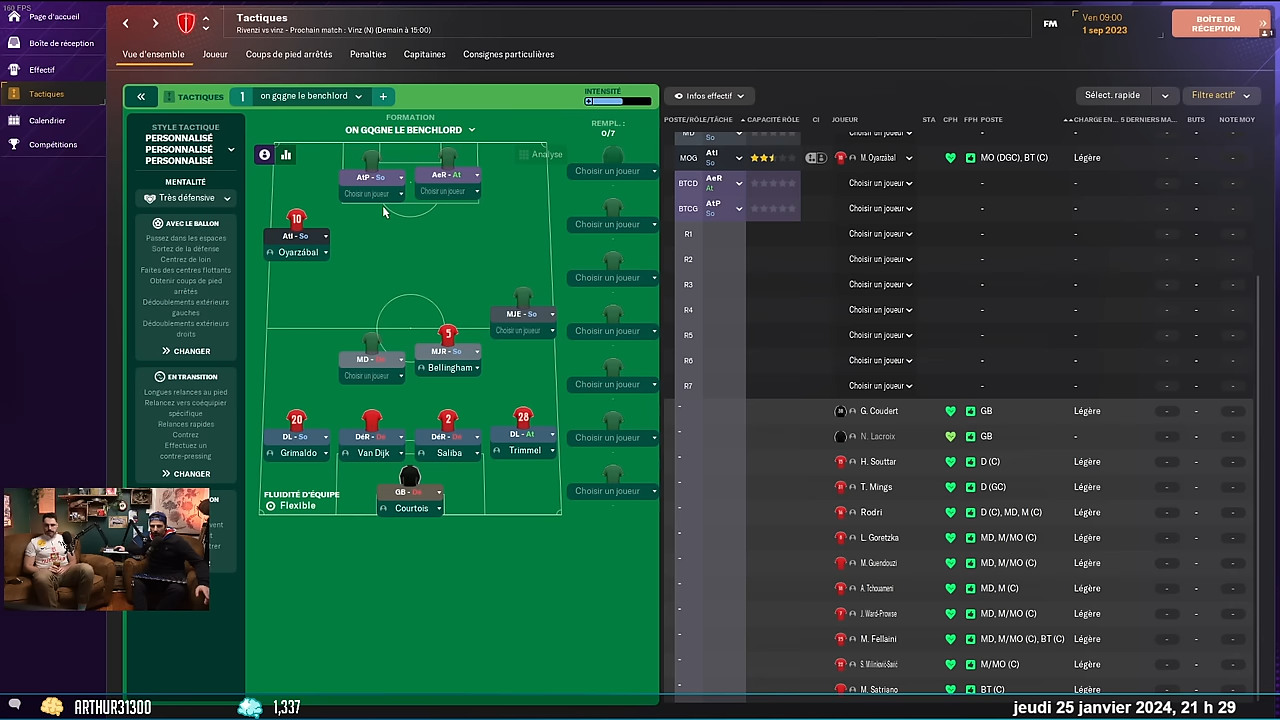 160 FPS
Page d'accueil
Boîte de réception
Effectif
Tactiques
Calendrier
Compétitions
Tactiques
Rivenzi vs vinz - Prochain match : Vinz (N) (Demain à 15:00)
FM
Ven 09:00
1 sep 2023
BOÎTE DE
RÉCEPTION
1
Vue d'ensemble
Joueur
Coups de pied arrêtés
Penalties
Capitaines
Consignes particulières
TACTIQUES
1
on gqgne le benchlord
+
INTENSITÉ
STYLE TACTIQUE
PERSONNALISÉ
PERSONNALISÉ
PERSONNALISÉ
MENTALITÉ
Très défensive
AVEC LE BALLON
Passez dans les espaces
Sortez de la défense
Centrez de loin
Faites des centres flottants
Obtenir coups de pied
arrêtés
Dédoublements extérieurs
gauches
Dédoublements extérieurs
droits
CHANGER
EN TRANSITION
Longues relances au pied
Relancez vers coéquipier
spécifique
Relances rapides
Contrez
Effectuez un
contre-pressing
CHANGER
FORMATION
ON GQGNE LE BENCHLORD
Analyse
AtP - So
Choisir un joueur
AeR - At
Choisir un joueur
10
AtI - So
Oyarzábal
MJE - So
Choisir un joueur
MD - Dé
Choisir un joueur
5
MJR - So
Bellingham
20
DL - So
Grimaldo
DéR - Dé
Van Dijk
2
DéR - Dé
Saliba
28
DL - At
Trimmel
GB - Dé
Courtois
FLUIDITÉ D'ÉQUIPE
Flexible
REMPL. :
0/7
Choisir un joueur
Choisir un joueur
Choisir un joueur
Choisir un joueur
Choisir un joueur
Choisir un joueur
Choisir un joueur
Infos effectif
Sélect. rapide
Filtre actif*
POSTE/RÔLE/TÂCHE CAPACITÉ RÔLE CI JOUEUR STA CPH FPH POSTE CHARGE EN... 5 DERNIERS MA... BUTS NOTE MOY
MD So Choisir un joueur - - - -
MOG AtI So M. Oyarzábal MO (DGC), BT (C) Légère - - -
BTCD AeR At Choisir un joueur - - - - -
BTCG AtP So Choisir un joueur - - - - -
R1 Choisir un joueur - - - - -
R2 Choisir un joueur - - - - -
R3 Choisir un joueur - - - - -
R4 Choisir un joueur - - - - -
R5 Choisir un joueur - - - - -
R6 Choisir un joueur - - - - -
R7 Choisir un joueur - - - - -
- G. Coudert GB Légère - - -
- N. Lacroix GB - - - -
- H. Souttar D (C) Légère - - -
- T. Mings D (GC) Légère - - -
- Rodri D (C), MD, M (C) Légère - - -
- L. Goretzka MD, M/MO (C) Légère - - -
- M. Guendouzi MD, M/MO (C) Légère - - -
- A. Tchouameni MD, M (C) Légère - - -
- J. Ward-Prowse MD, M/MO (C) Légère - - -
- M. Fellaini MD, M/MO (C), BT (C) Légère - - -
- S. Milinković-Savić M/MO (C) Légère - - -
- M. Satriano BT (C) Légère - - -
ARTHUR31300
1,337
jeudi 25 janvier 2024, 21 h 29